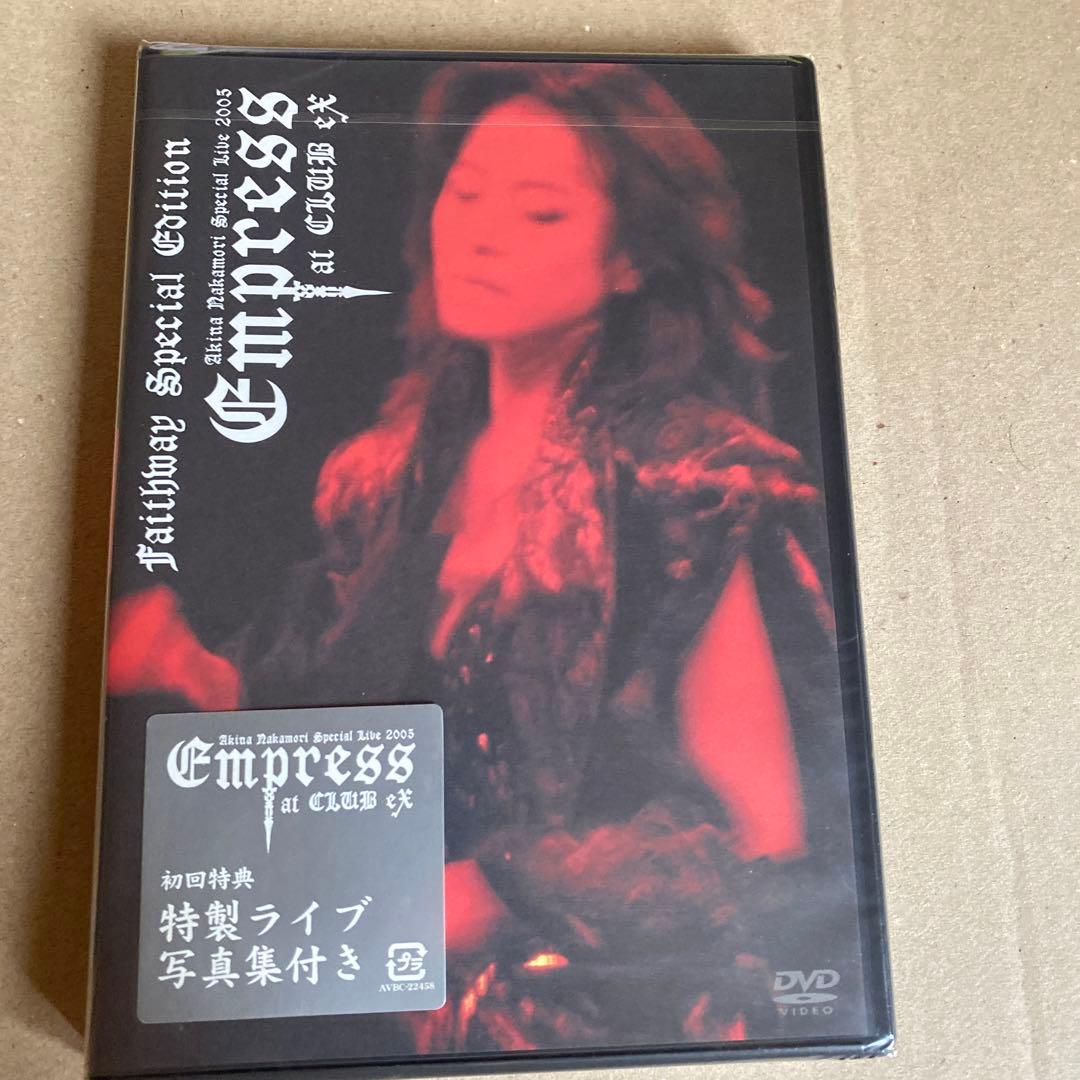 Faithway Special Edition
Akina Nakamori Special Live 2005
Empress
at CLUB eX
Akina Nakamori Special Live 2005
Empress
at CLUB eX
初回特典
特製ライブ
写真集付き
プラ
AVBC-22458
DVD
VIDEO